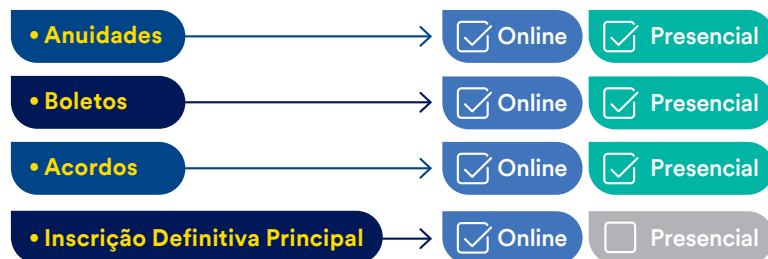 • Anuidades Online Presencial
• Boletos Online Presencial
• Acordos Online Presencial
• Inscrição Definitiva Principal Online Presencial